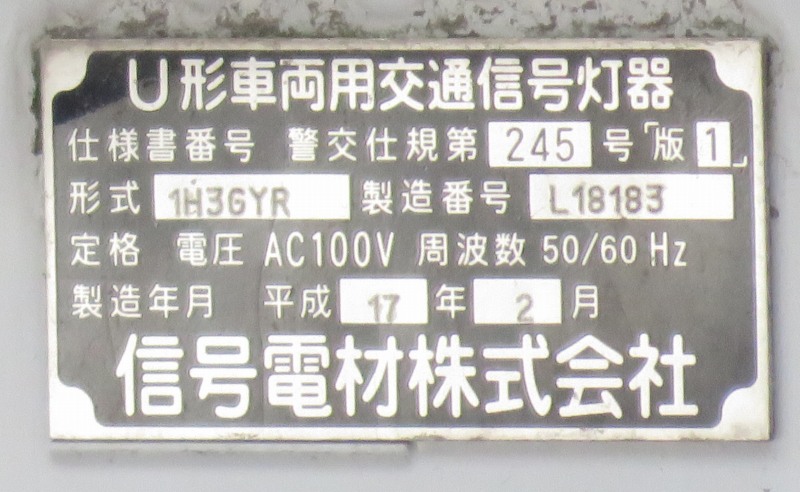 U形車両用交通信号灯器
仕様書番号 警交仕規第 245 号「版 1」
形式 1H3GYR 製造番号 L18183
定格 電圧 AC100V 周波数 50/60 Hz
製造年月 平成 17 年 2 月
信号電材株式会社